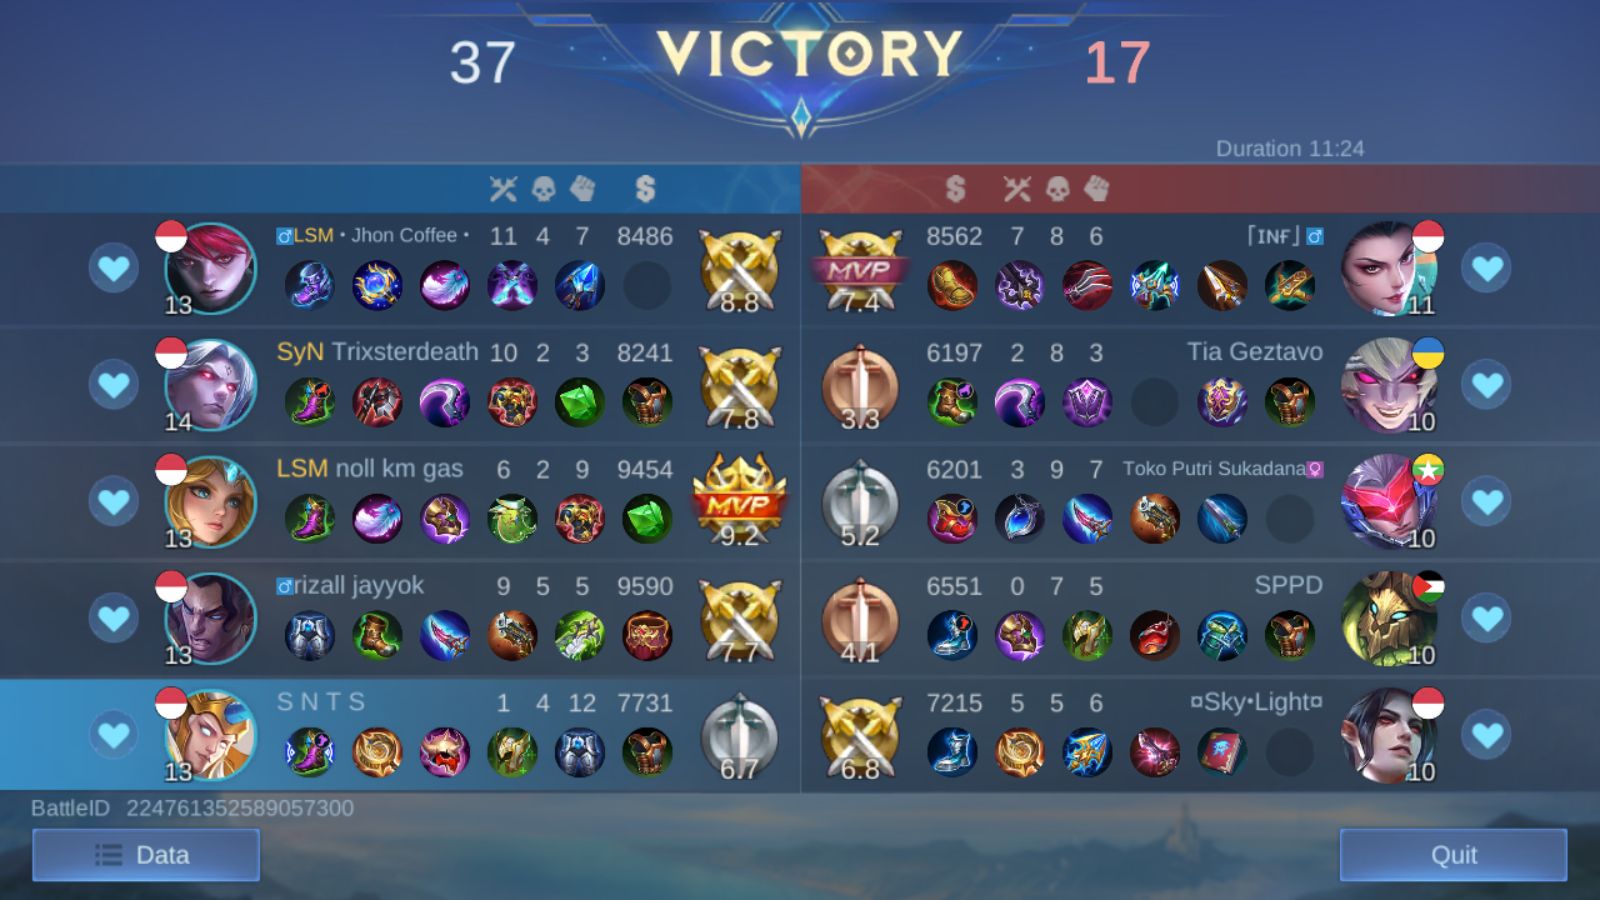 37 VICTORY 17
Duration 11:24
♂LSM • Jhon Coffee • 11 4 7 8486
13 8.8
MVP 7.4 8562 7 8 6 「ɪɴғ」♂ 11
SyN Trixsterdeath 10 2 3 8241
14 7.8
3.3 6197 2 8 3 Tia Geztavo 10
LSM noll km gas 6 2 9 9454
13 MVP 9.2
5.2 6201 3 9 7 Toko Putri Sukadana♀ 10
♂rizall jayyok 9 5 5 9590
13 7.7
4.1 6551 0 7 5 SPPD 10
S N T S 1 4 12 7731
13 6.7
6.8 7215 5 5 6 ¤Sky•Light¤ 10
BattleID 224761352589057300
Data
Quit